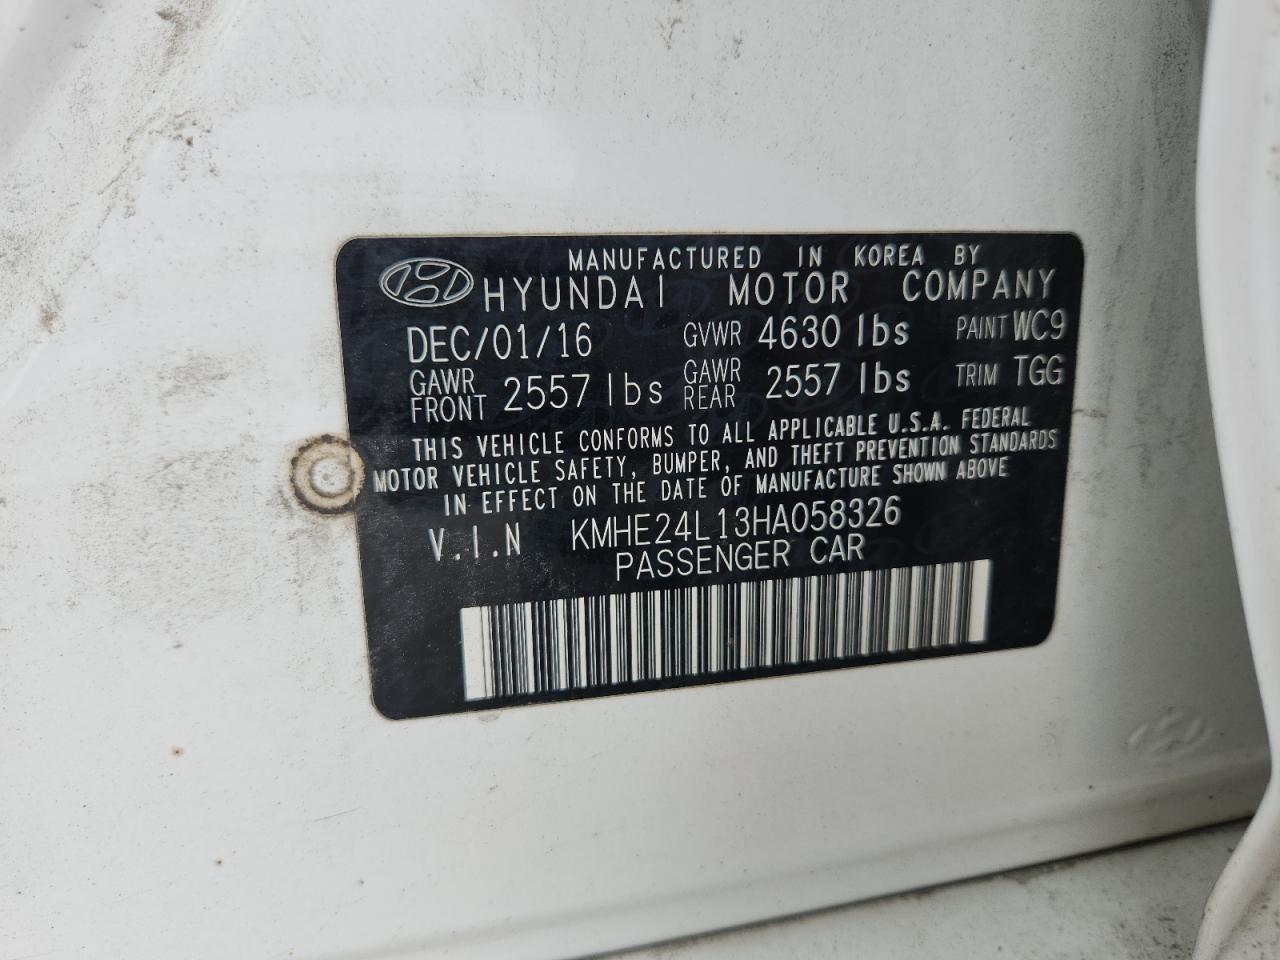 MANUFACTURED IN KOREA BY
HYUNDAI MOTOR COMPANY
DEC/01/16 GVWR 4630 lbs PAINT WC9
GAWR FRONT 2557 lbs GAWR REAR 2557 lbs TRIM TGG
THIS VEHICLE CONFORMS TO ALL APPLICABLE U.S.A. FEDERAL
MOTOR VEHICLE SAFETY, BUMPER, AND THEFT PREVENTION STANDARDS
IN EFFECT ON THE DATE OF MANUFACTURE SHOWN ABOVE
V.I.N KMHE24L13HA058326
PASSENGER CAR